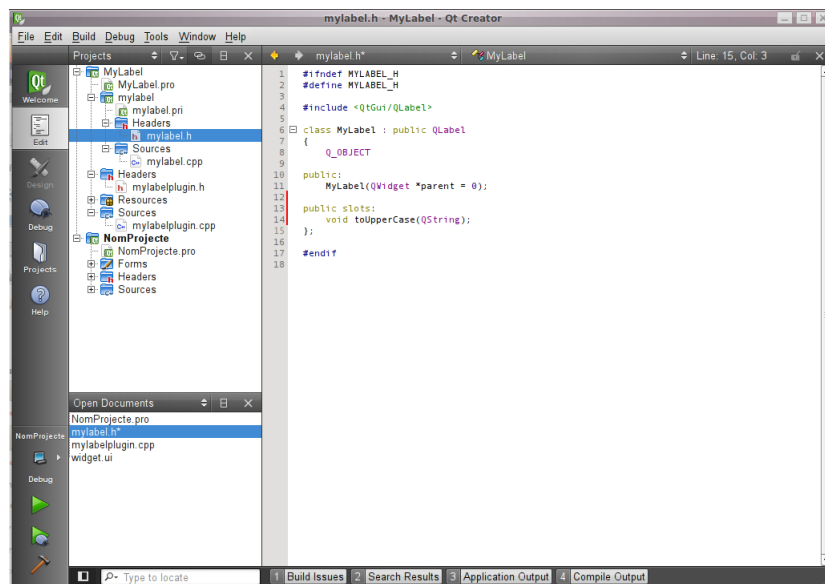 mylabel.h - MyLabel - Qt Creator
File Edit Build Debug Tools Window Help
Projects
mylabel.h*
MyLabel
Line: 15, Col: 3
Qt
Welcome
Edit
Design
Debug
Projects
Help
NomProjecte
Debug
MyLabel
MyLabel.pro
mylabel
mylabel.pri
Headers
mylabel.h
Sources
mylabel.cpp
Headers
mylabelplugin.h
Resources
Sources
mylabelplugin.cpp
NomProjecte
NomProjecte.pro
Forms
Headers
Sources
Open Documents
NomProjecte.pro
mylabel.h*
mylabelplugin.cpp
widget.ui
1 #ifndef MYLABEL_H
2 #define MYLABEL_H
3
4 #include <QtGui/QLabel>
5
6 class MyLabel : public QLabel
7 {
8 Q_OBJECT
9
10 public:
11 MyLabel(QWidget *parent = 0);
12
13 public slots:
14 void toUpperCase(QString);
15 };
16
17 #endif
18
Type to locate
1 Build Issues 2 Search Results 3 Application Output 4 Compile Output